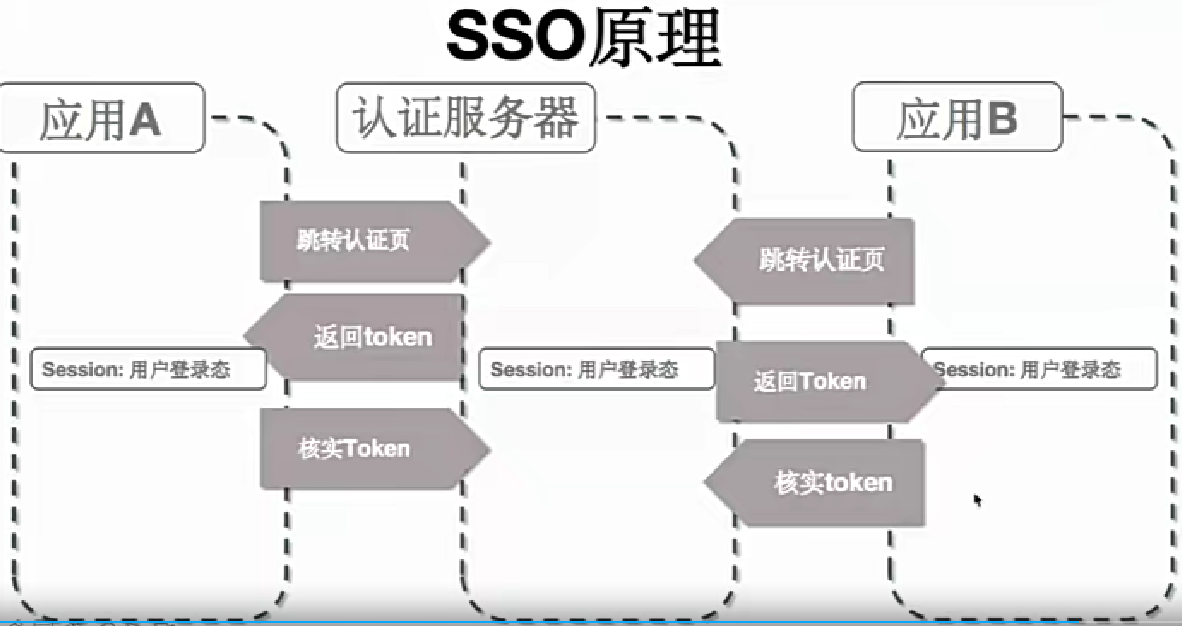 SSO原理
应用A
认证服务器
应用B
跳转认证页
跳转认证页
返回token
Session: 用户登录态
Session: 用户登录态
返回Token
Session: 用户登录态
核实Token
核实token